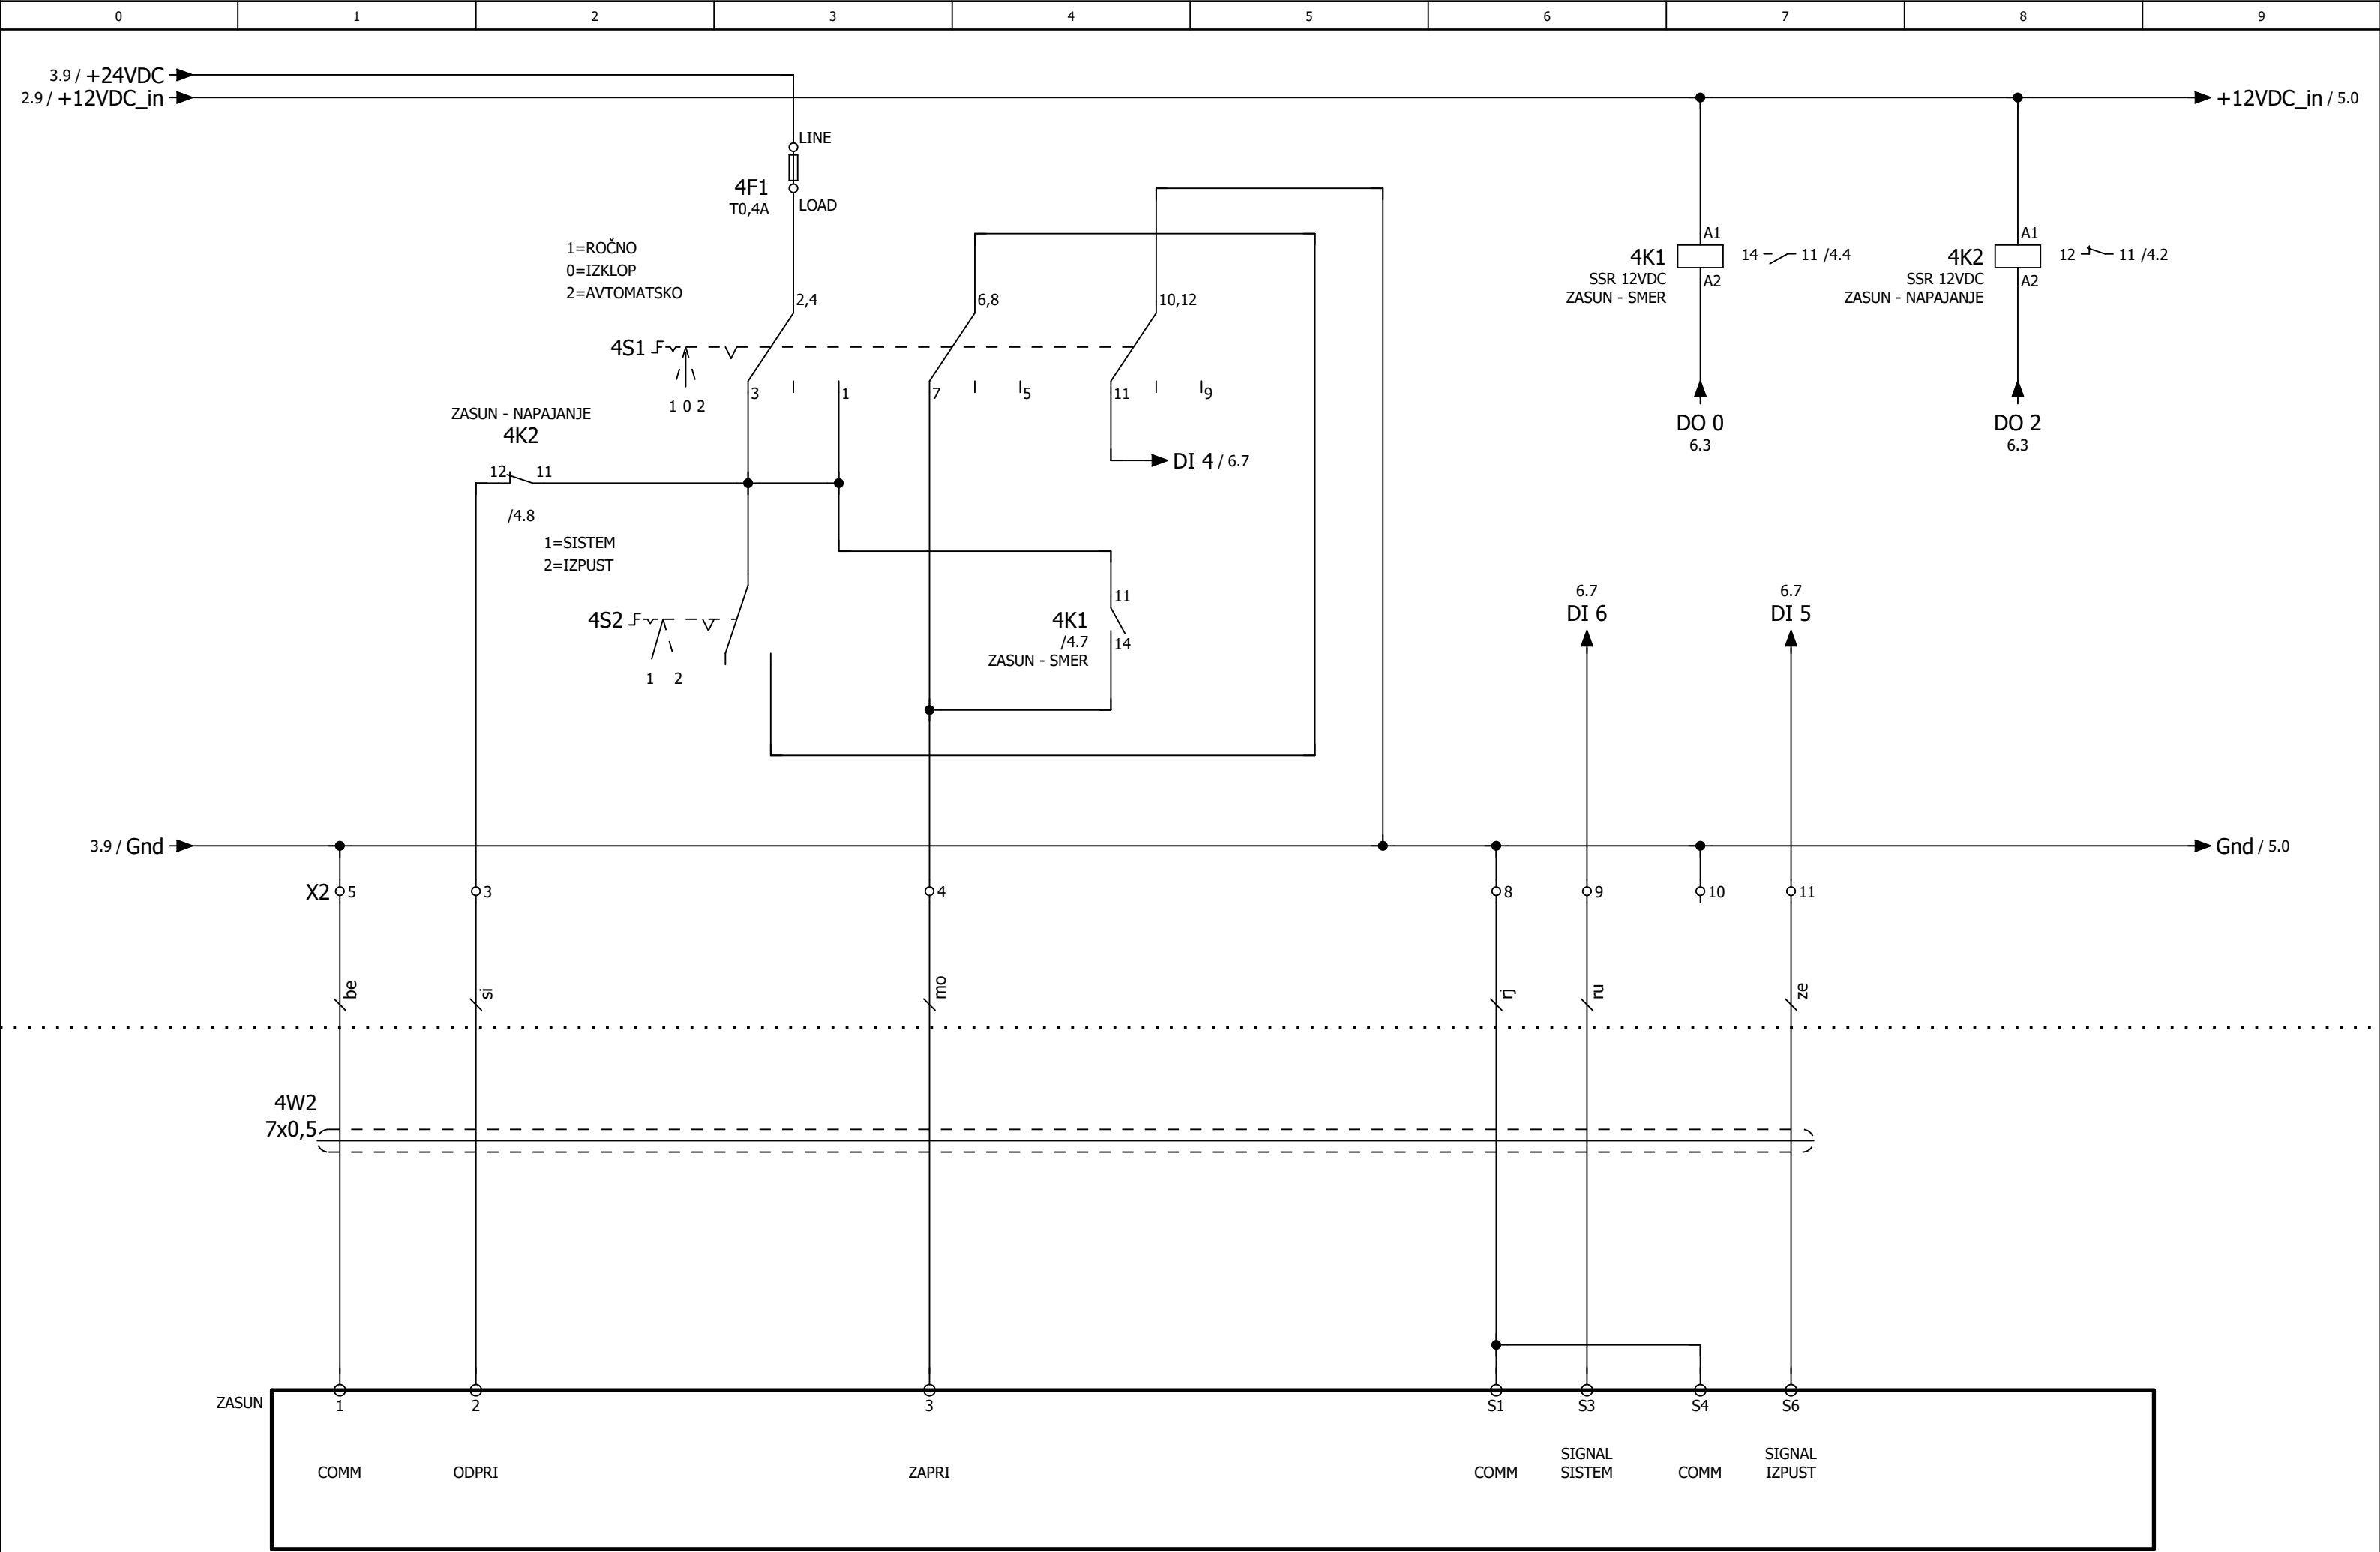 0 1 2 3 4 5 6 7 8 9
3.9 / +24VDC
2.9 / +12VDC_in
+12VDC_in / 5.0
LINE
4F1
T0,4A
LOAD
1=ROČNO
0=IZKLOP
2=AVTOMATSKO
2,4
6,8
10,12
4S1
1 0 2
3
1
7
5
11
9
A1
4K1
SSR 12VDC
ZASUN - SMER
A2
14
11 /4.4
DO 0
6.3
A1
4K2
SSR 12VDC
ZASUN - NAPAJANJE
A2
12
11 /4.2
DO 2
6.3
ZASUN - NAPAJANJE
4K2
12
11
/4.8
DI 4 / 6.7
1=SISTEM
2=IZPUST
4S2
1 2
11
4K1
/4.7
14
ZASUN - SMER
6.7
DI 6
6.7
DI 5
3.9 / Gnd
Gnd / 5.0
X2
5
3
4
8
9
10
11
be
si
mo
rj
ru
ze
4W2
7x0,5
ZASUN
1
2
3
S1
S3
S4
S6
COMM
ODPRI
ZAPRI
COMM
SIGNAL
SISTEM
COMM
SIGNAL
IZPUST